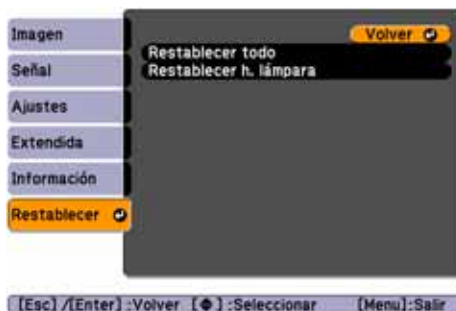 Imagen
Señal
Ajustes
Extendida
Información
Restablecer
Volver
Restablecer todo
Restablecer h. lámpara
[Esc] /[Enter] :Volver [ ] :Seleccionar [Menu]:Salir